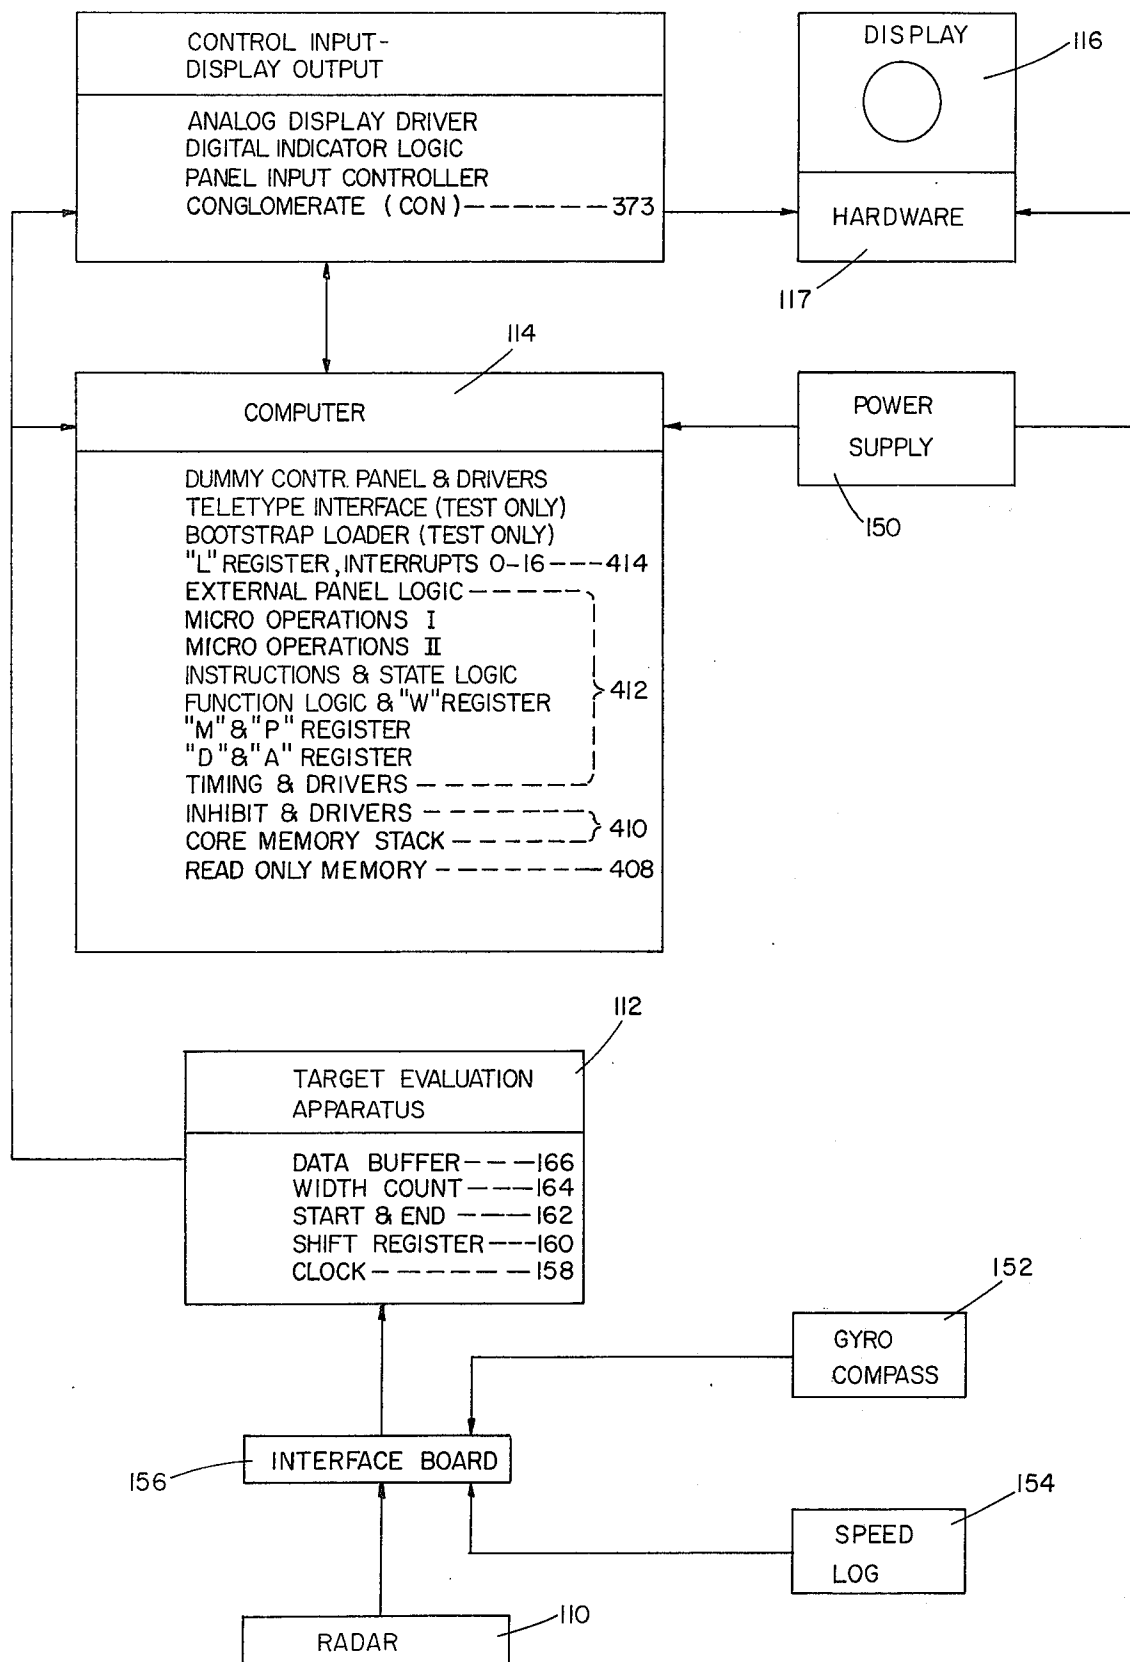 CONTROL INPUT-
DISPLAY OUTPUT
ANALOG DISPLAY DRIVER
DIGITAL INDICATOR LOGIC
PANEL INPUT CONTROLLER
CONGLOMERATE (CON)------373
DISPLAY
116
HARDWARE
117
114
COMPUTER
DUMMY CONTR. PANEL & DRIVERS
TELETYPE INTERFACE (TEST ONLY)
BOOTSTRAP LOADER (TEST ONLY)
"L" REGISTER, INTERRUPTS 0-16---414
EXTERNAL PANEL LOGIC
MICRO OPERATIONS I
MICRO OPERATIONS II
INSTRUCTIONS & STATE LOGIC
FUNCTION LOGIC & "W" REGISTER
412
"M" & "P" REGISTER
"D" & "A" REGISTER
TIMING & DRIVERS
INHIBIT & DRIVERS
410
CORE MEMORY STACK
READ ONLY MEMORY-------408
POWER
SUPPLY
150
112
TARGET EVALUATION
APPARATUS
DATA BUFFER---166
WIDTH COUNT---164
START & END ---162
SHIFT REGISTER---160
CLOCK------158
152
GYRO
COMPASS
INTERFACE BOARD
156
154
SPEED
LOG
110
RADAR